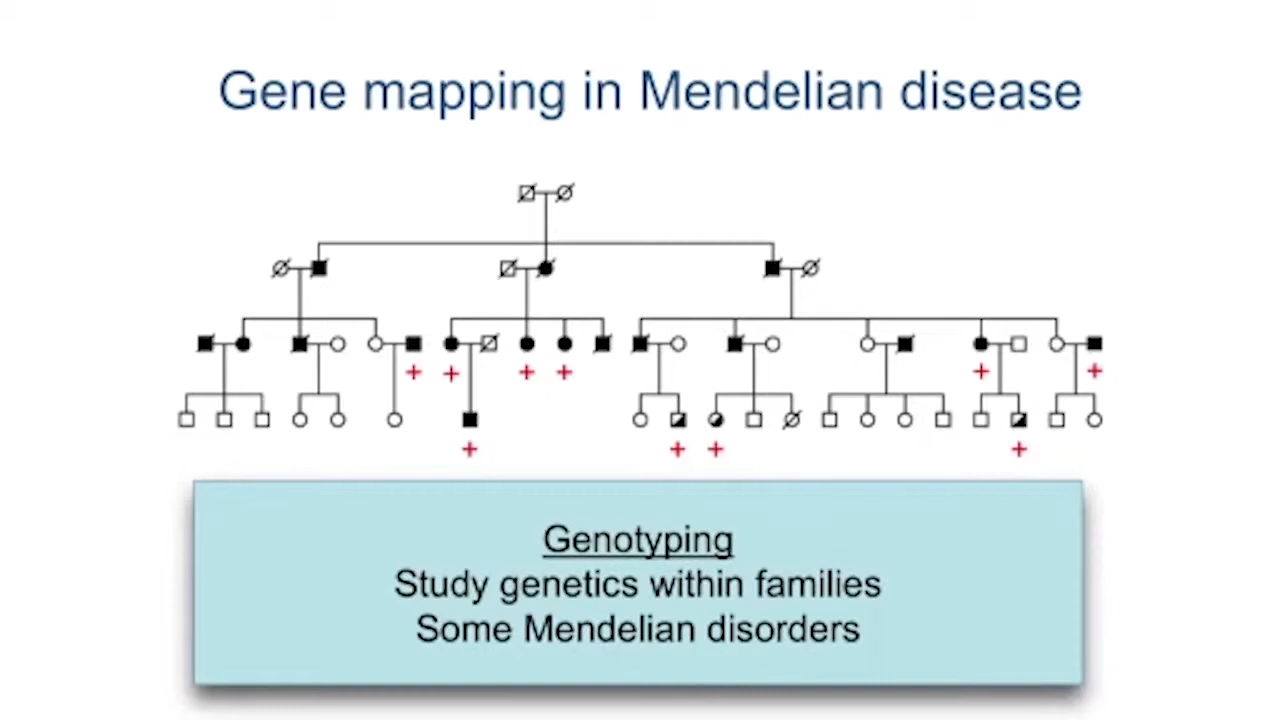 Gene mapping in Mendelian disease
+ + + + + +
+ + + +
Genotyping
Study genetics within families
Some Mendelian disorders